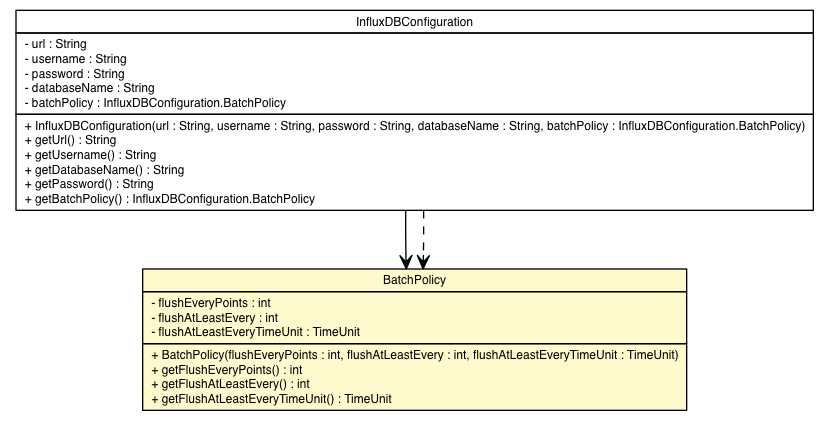 InfluxDBConfiguration
- url : String
- username : String
- password : String
- databaseName : String
- batchPolicy : InfluxDBConfiguration.BatchPolicy
+ InfluxDBConfiguration(url : String, username : String, password : String, databaseName : String, batchPolicy : InfluxDBConfiguration.BatchPolicy)
+ getUrl() : String
+ getUsername() : String
+ getDatabaseName() : String
+ getPassword() : String
+ getBatchPolicy() : InfluxDBConfiguration.BatchPolicy
BatchPolicy
- flushEveryPoints : int
- flushAtLeastEvery : int
- flushAtLeastEveryTimeUnit : TimeUnit
+ BatchPolicy(flushEveryPoints : int, flushAtLeastEvery : int, flushAtLeastEveryTimeUnit : TimeUnit)
+ getFlushEveryPoints() : int
+ getFlushAtLeastEvery() : int
+ getFlushAtLeastEveryTimeUnit() : TimeUnit